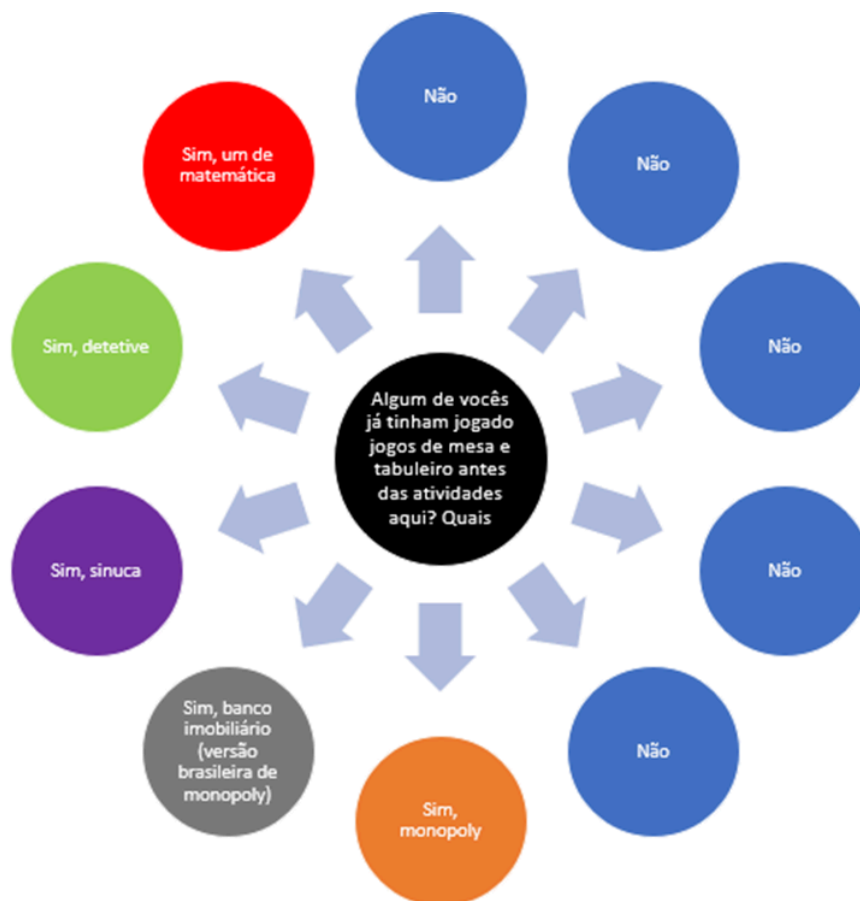 Não
Não
Sim, um de
matemática
Sim, detetive
Não
Algum de vocês
já tinham jogado
jogos de mesa e
tabuleiro antes
das atividades
aqui? Quais
Sim, sinuca
Não
Sim, banco
imobiliário
(versão
brasileira de
monopoly)
Não
Sim,
monopoly